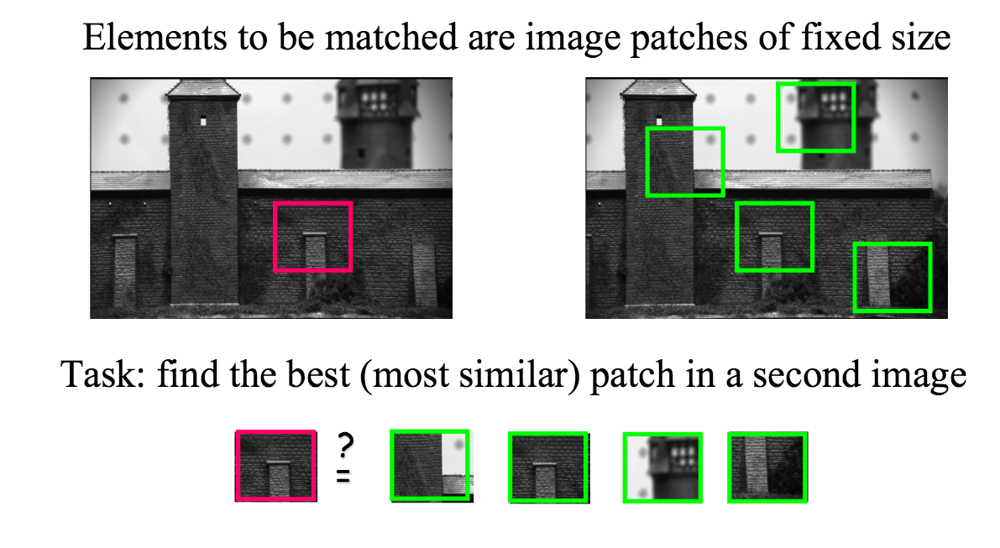 Elements to be matched are image patches of fixed size
Task: find the best (most similar) patch in a second image
?
=